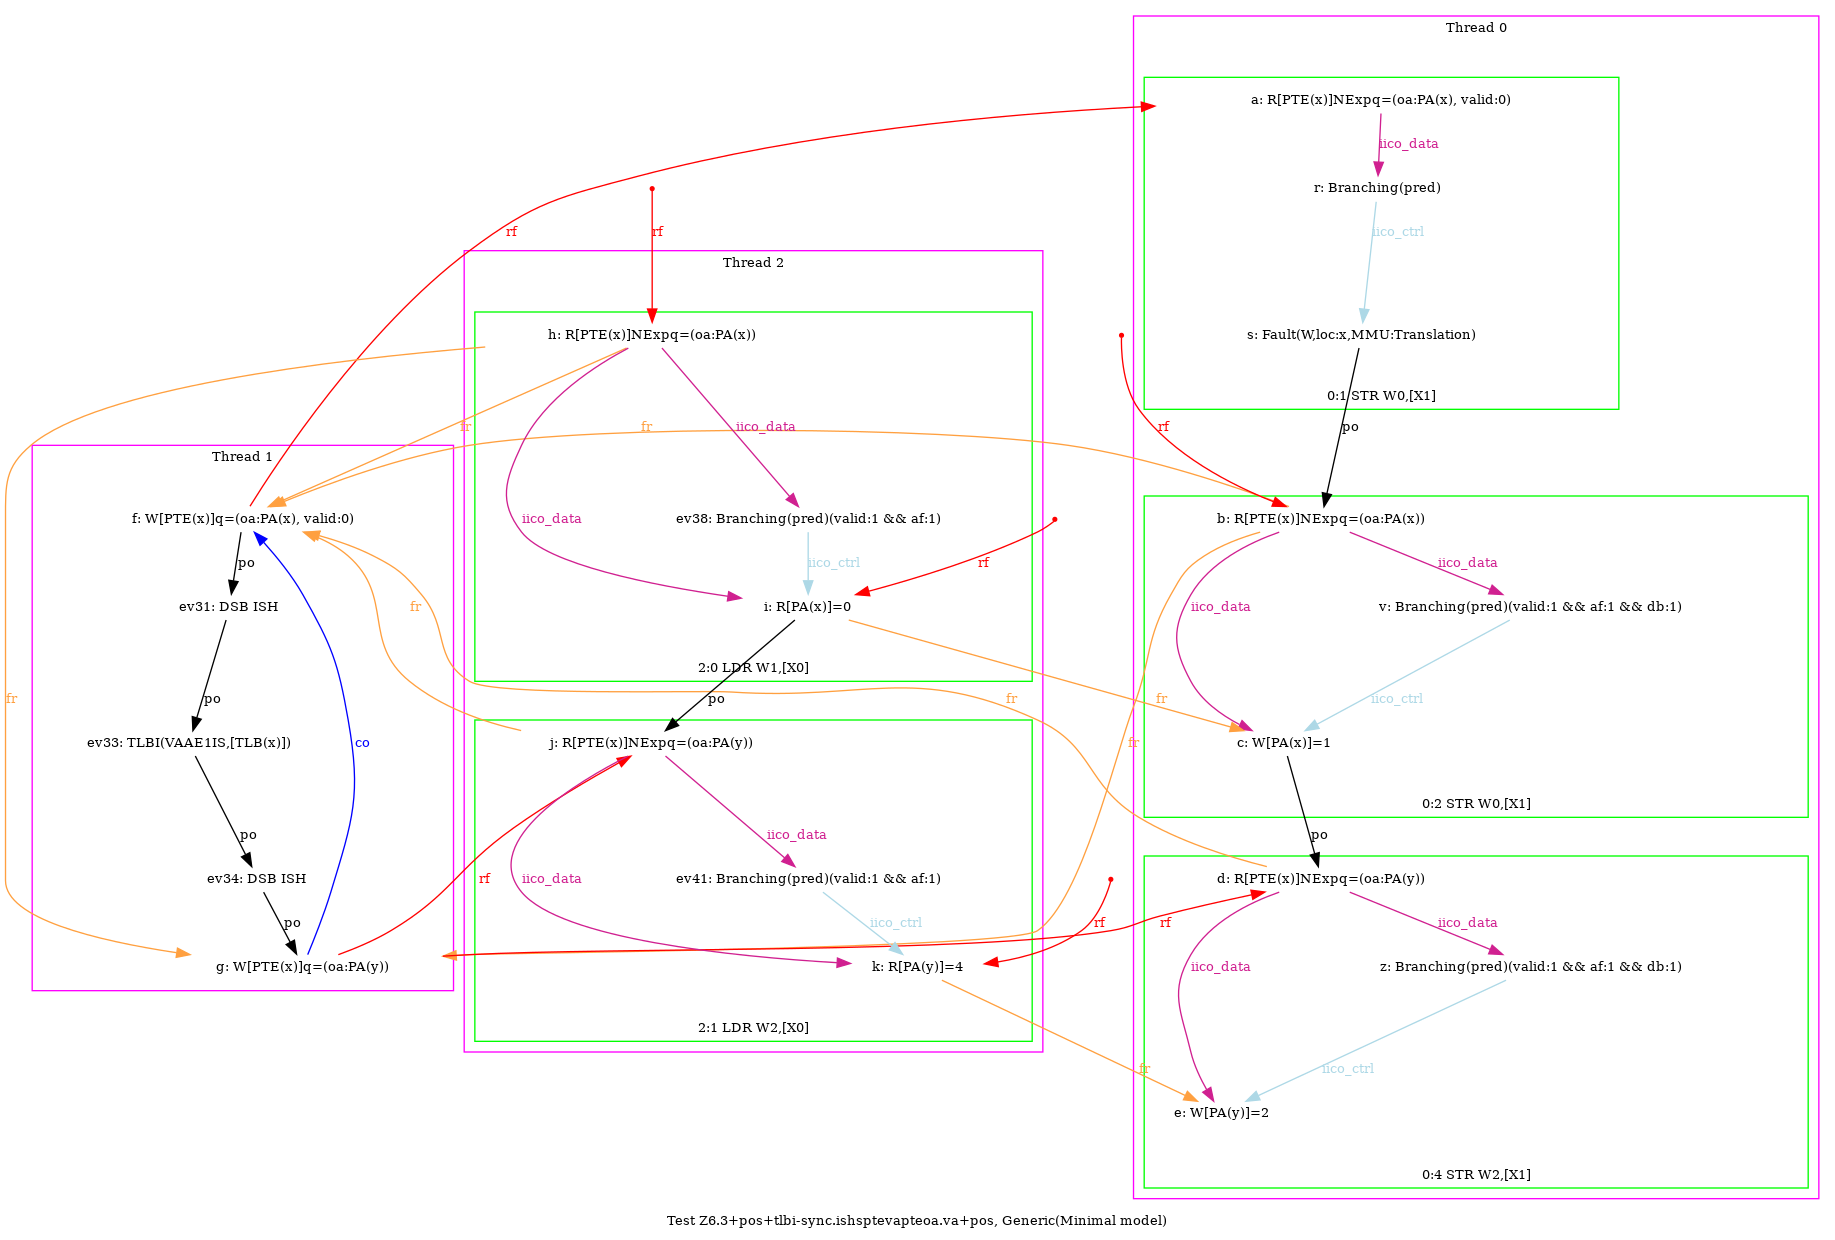 Thread 0
a: R[PTE(x)]NExpq=(oa:PA(x), valid:0)
iico_data
r: Branching(pred)
rf
rf
iico_ctrl
Thread 2
h: R[PTE(x)]NExpq=(oa:PA(x))
s: Fault(W,loc:x,MMU:Translation)
0:1 STR W0,[X1]
fr
fr
iico_data
rf
po
Thread 1
f: W[PTE(x)]q=(oa:PA(x), valid:0)
iico_data
ev38: Branching(pred)(valid:1 && af:1)
b: R[PTE(x)]NExpq=(oa:PA(x))
po
iico_ctrl
rf
iico_data
ev31: DSB ISH
fr
i: R[PA(x)]=0
iico_data
v: Branching(pred)(valid:1 && af:1 && db:1)
2:0 LDR W1,[X0]
fr
po
po
fr
fr
iico_ctrl
ev33: TLBI(VAAE1IS,[TLB(x)])
co
j: R[PTE(x)]NExpq=(oa:PA(y))
fr
c: W[PA(x)]=1
0:2 STR W0,[X1]
po
iico_data
po
ev34: DSB ISH
rf
iico_data
ev41: Branching(pred)(valid:1 && af:1)
d: R[PTE(x)]NExpq=(oa:PA(y))
po
iico_ctrl
rf
rf
iico_data
g: W[PTE(x)]q=(oa:PA(y))
k: R[PA(y)]=4
iico_data
z: Branching(pred)(valid:1 && af:1 && db:1)
2:1 LDR W2,[X0]
fr
iico_ctrl
e: W[PA(y)]=2
0:4 STR W2,[X1]
Test Z6.3+pos+tlbi-sync.ishsptevapteoa.va+pos, Generic(Minimal model)